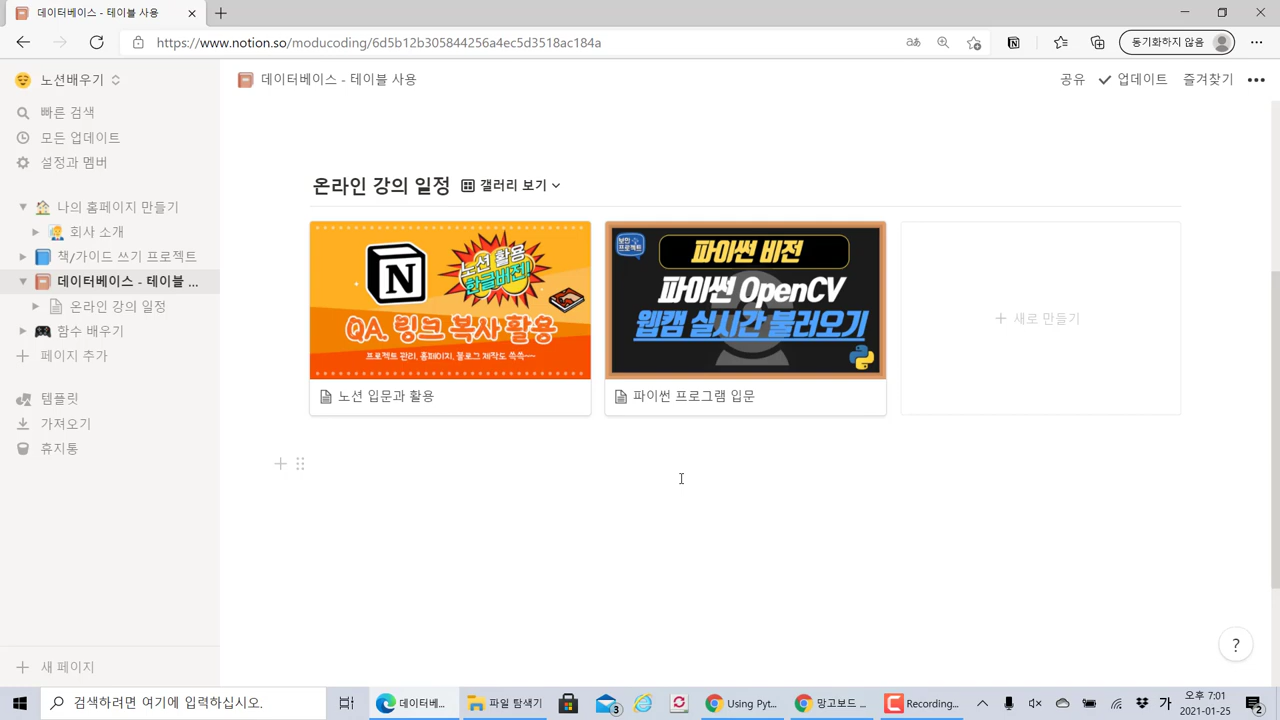 데이터베이스 - 테이블 사용
https://www.notion.so/moducoding/6d5b12b305844256a4ec5d3518ac184a
동기화하지 않음
노션배우기
데이터베이스 - 테이블 사용
공유
업데이트
즐겨찾기
빠른 검색
모든 업데이트
설정과 멤버
나의 홈페이지 만들기
회사 소개
책/가이드 쓰기 프로젝트
데이터베이스 - 테이블 ...
온라인 강의 일정
함수 배우기
페이지 추가
템플릿
가져오기
휴지통
새 페이지
온라인 강의 일정
갤러리 보기
N
노션 활용
한글버전!
QA. 링크 복사 활용
프로젝트 관리, 홈페이지, 블로그 제작도 쓱쓱~~
노션 입문과 활용
보안
프로젝트
파이썬 비전
파이썬 OpenCV
웹캠 실시간 불러오기
파이썬 프로그램 입문
새로 만들기
?
검색하려면 여기에 입력하십시오.
데이터베...
파일 탐색기
3
Using Pyt...
망고보드 ...
Recording...
가
오후 7:01
2021-01-25
2